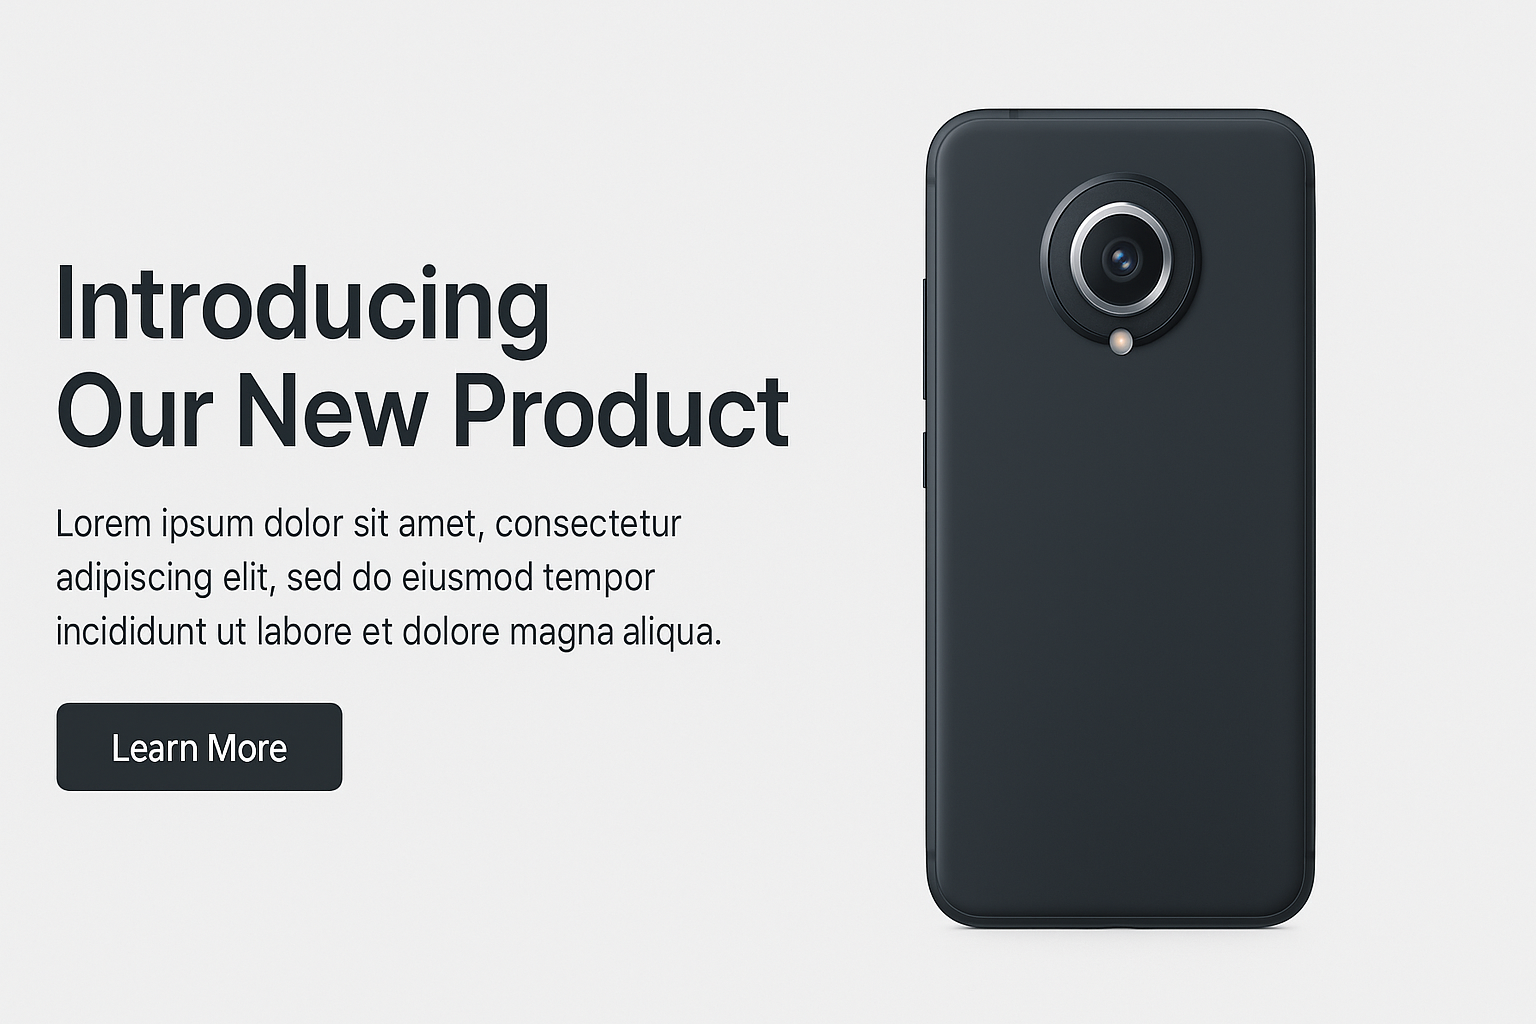 Introducing
Our New Product
Lorem ipsum dolor sit amet, consectetur
adipiscing elit, sed do eiusmod tempor
incididunt ut labore et dolore magna aliqua.
Learn More